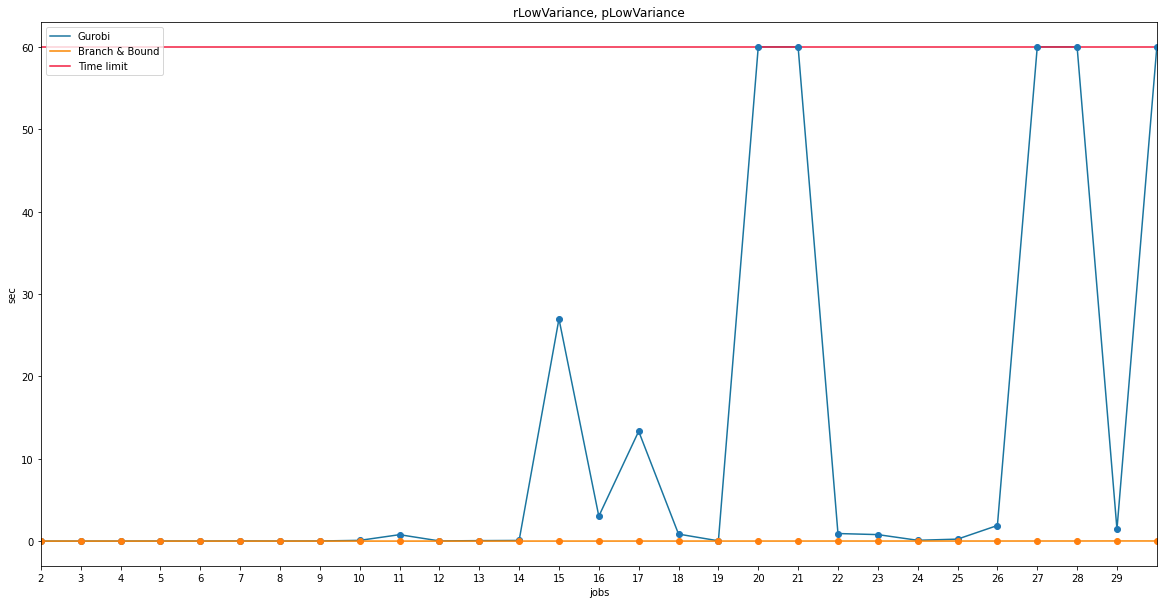 rLowVariance, pLowVariance
Gurobi
Branch & Bound
Time limit
60
50
40
30
20
10
0
sec
2 3 4 5 6 7 8 9 10 11 12 13 14 15 16 17 18 19 20 21 22 23 24 25 26 27 28 29
jobs